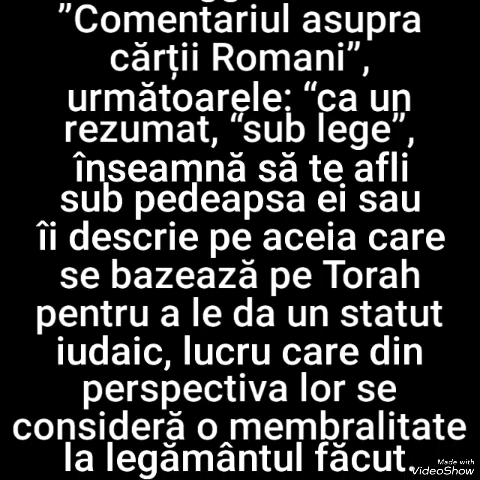 ”Comentariul asupra
cărții Romani”,
următoarele: “ca un
rezumat, “sub lege”,
înseamnă să te afli
sub pedeapsa ei sau
îi descrie pe aceia care
se bazează pe Torah
pentru a le da un statut
iudaic, lucru care din
perspectiva lor se
consideră o membralitate
la legământul făcut.
Made with
VideoShow